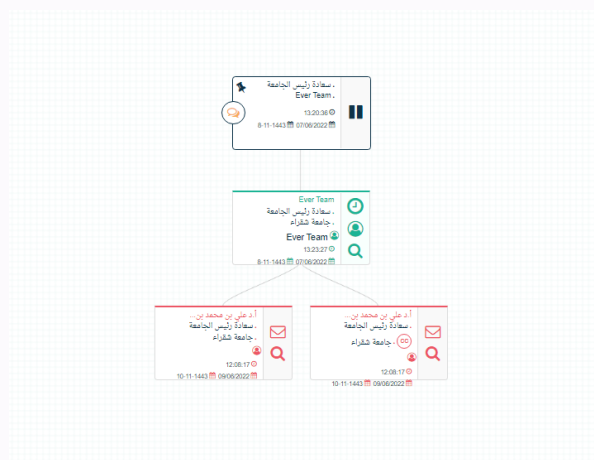 . سعادة رئيس الجامعة
Ever Team .
13:20:36
07/06/2022 8-11-1443
Ever Team
. سعادة رئيس الجامعة
. جامعة شقراء
Ever Team
13:23:27
07/06/2022 8-11-1443
أ.د علي بن محمد بن...
. سعادة رئيس الجامعة
. جامعة شقراء
12:08:17
09/06/2022 10-11-1443
أ.د علي بن محمد بن...
. سعادة رئيس الجامعة
CC . جامعة شقراء
12:08:17
09/06/2022 10-11-1443